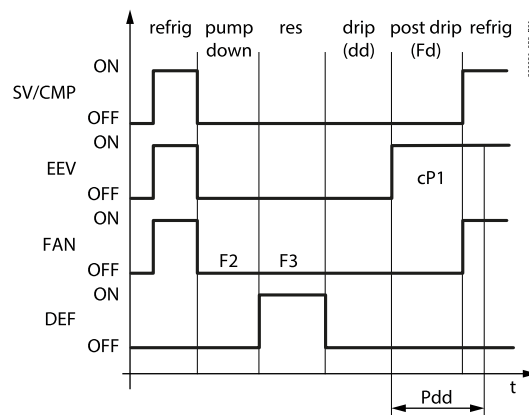 refrig pump down res drip (dd) post drip (Fd) refrig
ON
SV/CMP
OFF
ON
EEV
cP1
OFF
ON
FAN
F2 F3
OFF
ON
DEF
OFF
t
Pdd